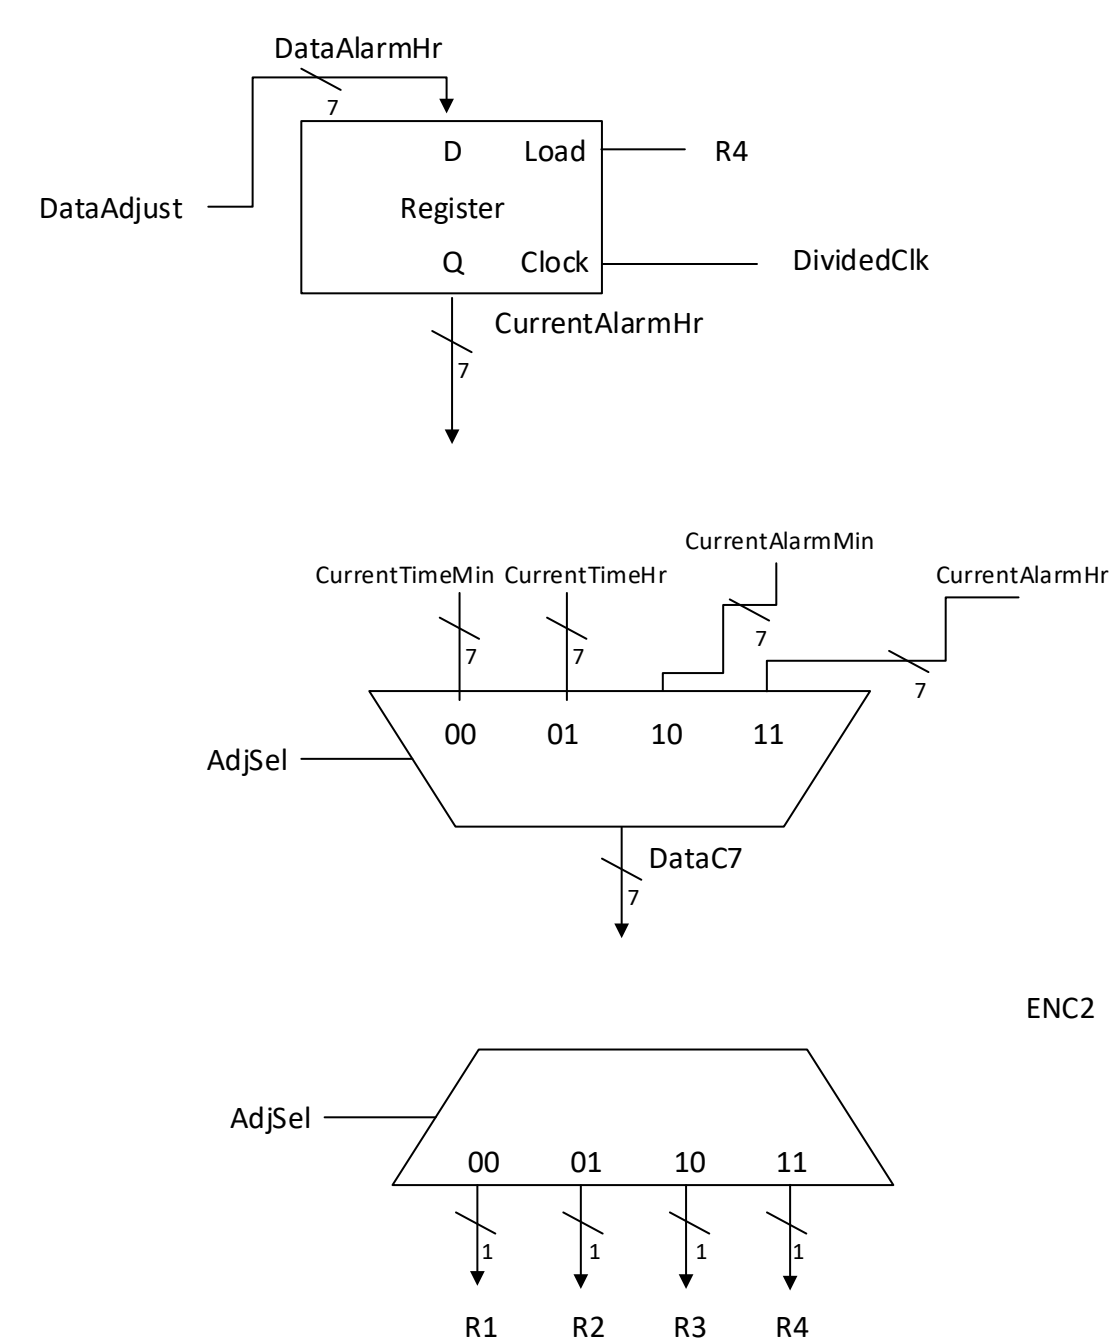 DataAlarmHr
7
D Load R4
DataAdjust Register
Q Clock DividedClk
CurrentAlarmHr
7
CurrentAlarmMin
CurrentTimeMin CurrentTimeHr CurrentAlarmHr
7 7 7 7
00 01 10 11
AdjSel
DataC7
7
ENC2
AdjSel
00 01 10 11
1 1 1 1
R1 R2 R3 R4